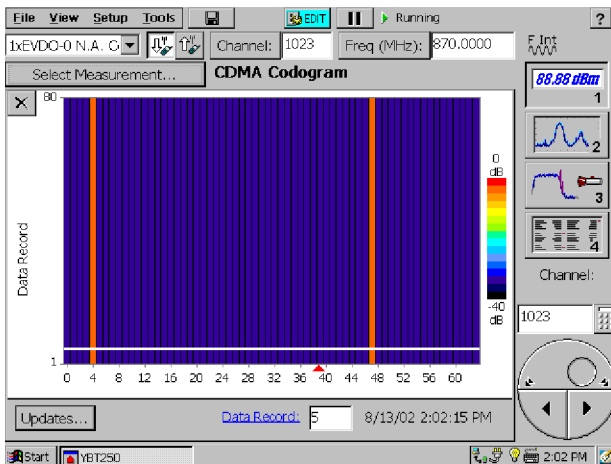 File View Setup Tools EDIT Running ?
1xEVDO-0 N.A. C Channel: 1023 Freq (MHz): 870.0000 F Int
Select Measurement... CDMA Codogram
88.88 dBm
1
2
3
4
Channel:
1023
80
Data Record
1
0 4 8 12 16 20 24 28 32 36 40 44 48 52 56 60
0
dB
-40
dB
Updates... Data Record: 5 8/13/02 2:02:15 PM
Start YBT250 2:02 PM